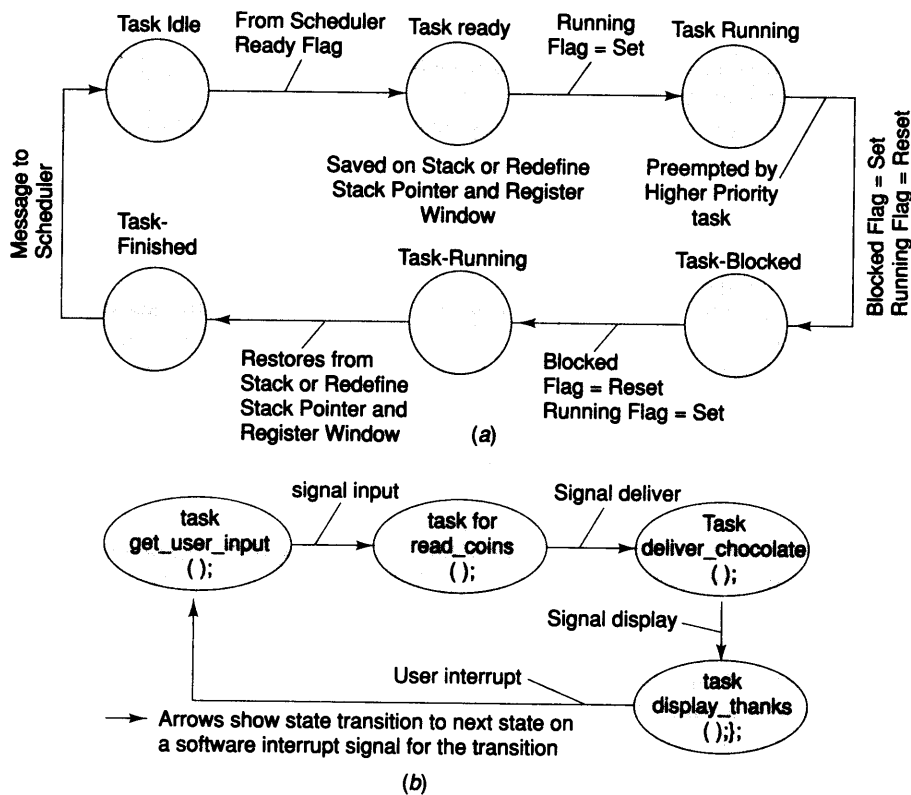 Task Idle
From Scheduler
Ready Flag
Task ready
Running
Flag = Set
Task Running
Message to
Scheduler
Saved on Stack or Redefine
Stack Pointer and Register
Window
Preempted by
Higher Priority
task
Blocked Flag = Set
Running Flag = Reset
Task-
Finished
Task-Running
Task-Blocked
Restores from
Stack or Redefine
Stack Pointer and
Register Window
Blocked
Flag = Reset
Running Flag = Set
(a)
task
get_user_input
( );
signal input
task for
read_coins
( );
Signal deliver
Task
deliver_chocolate
( );
Signal display
User interrupt
task
display_thanks
( );};
Arrows show state transition to next state on
a software interrupt signal for the transition
(b)